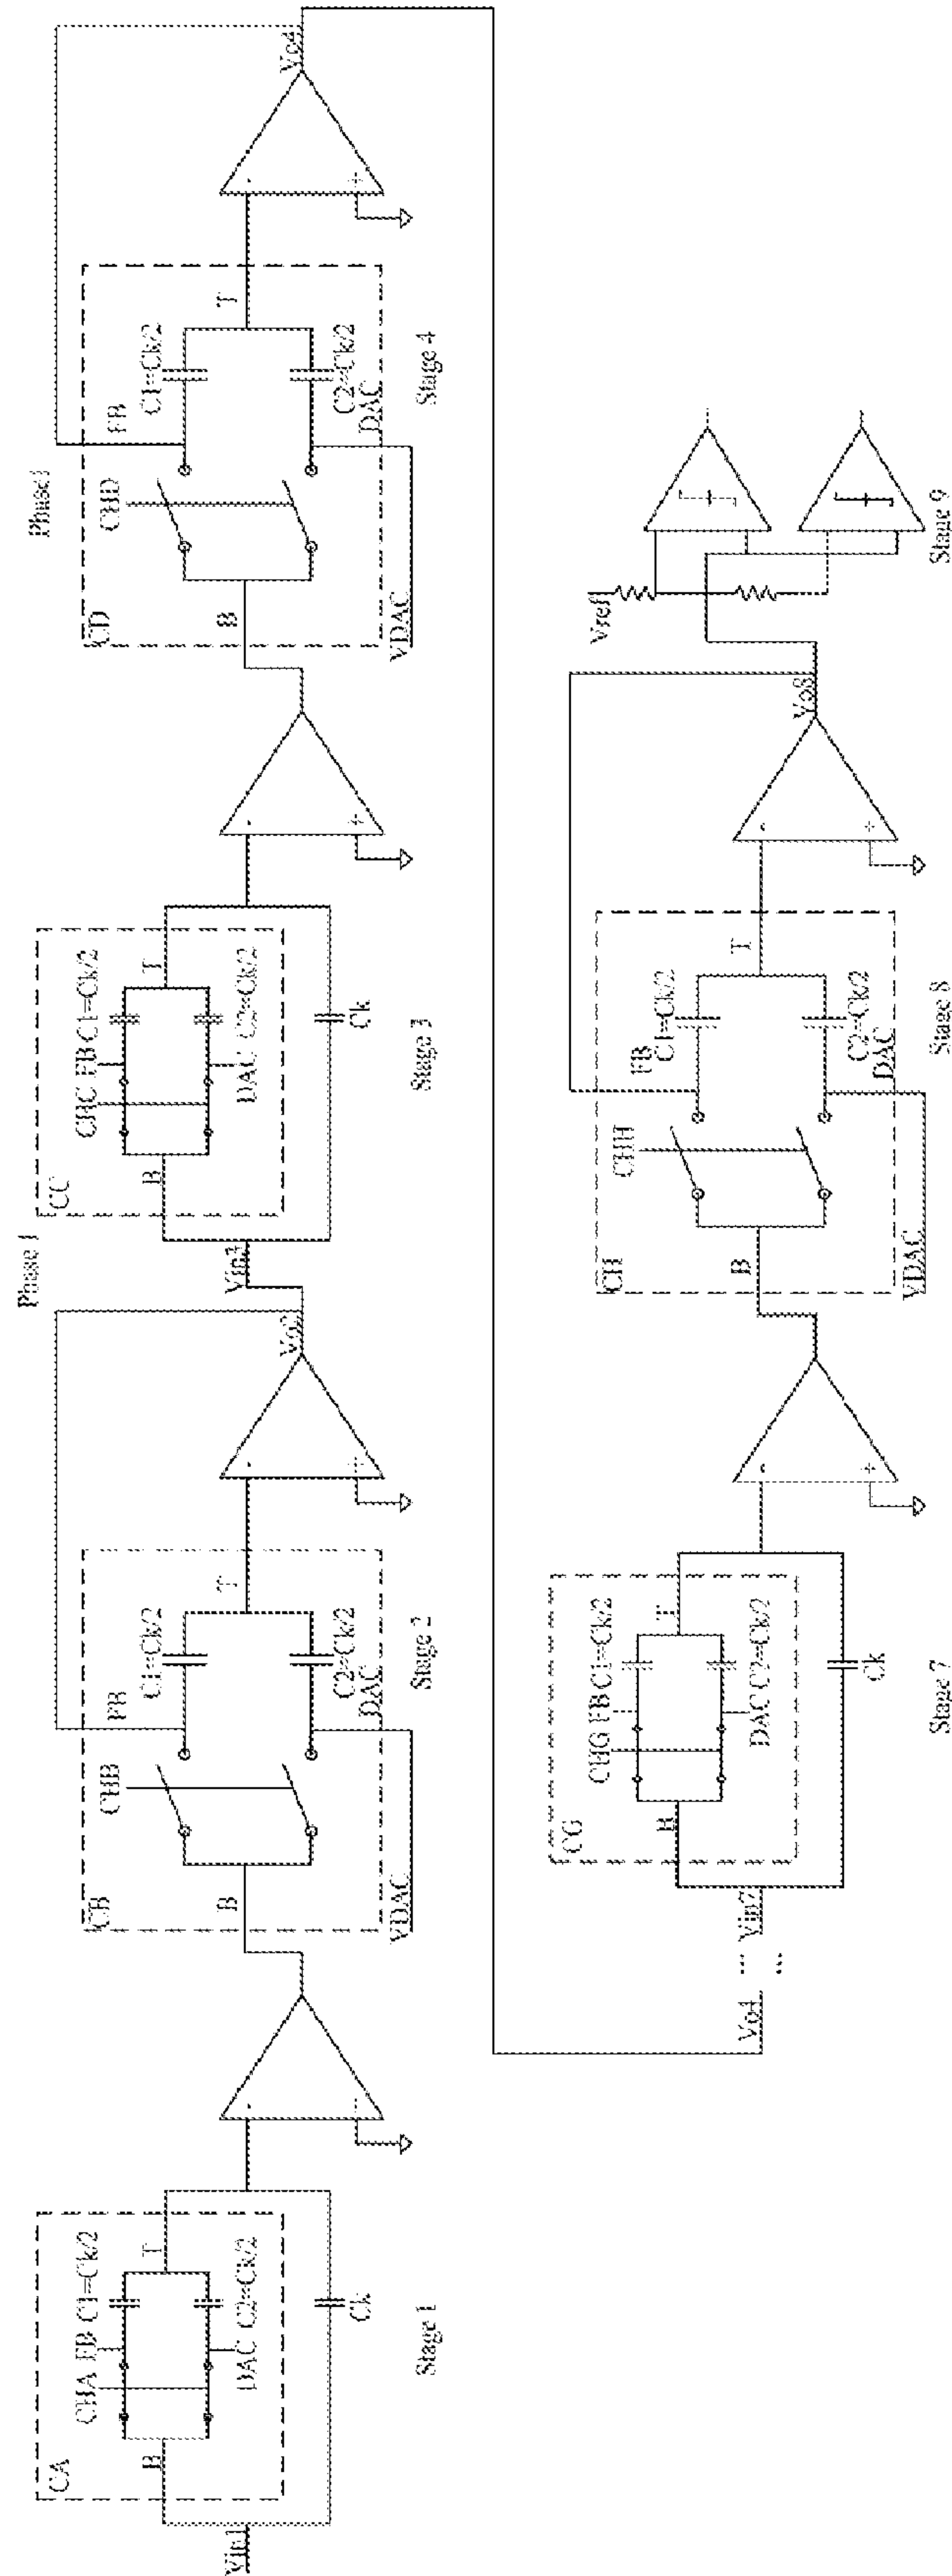 Phase 1
Phase1
CA
CHA FB C1=Ck/2
B
T
DAC C2=Ck/2
Vin1
Ck
-
Stage 1
CB
CHB
FB
C1=Ck/2
B
T
C2=Ck/2
DAC
VDAC
-
+
Vo2
Stage 2
Vin3
CC
CHC FB C1=Ck/2
B
T
DAC C2=Ck/2
Ck
-
+
Stage 3
CD
CHD
FB
C1=Ck/2
B
T
C2=Ck/2
DAC
VDAC
-
+
Vo4
Stage 4
Vo4
...
...
Vin7
CG
CHG FB C1=Ck/2
B
T
DAC C2=Ck/2
Ck
-
+
Stage 7
CH
CHH
FB
C1=Ck/2
B
T
C2=Ck/2
DAC
VDAC
-
+
Vo8
Stage 8
Vref
Stage 9